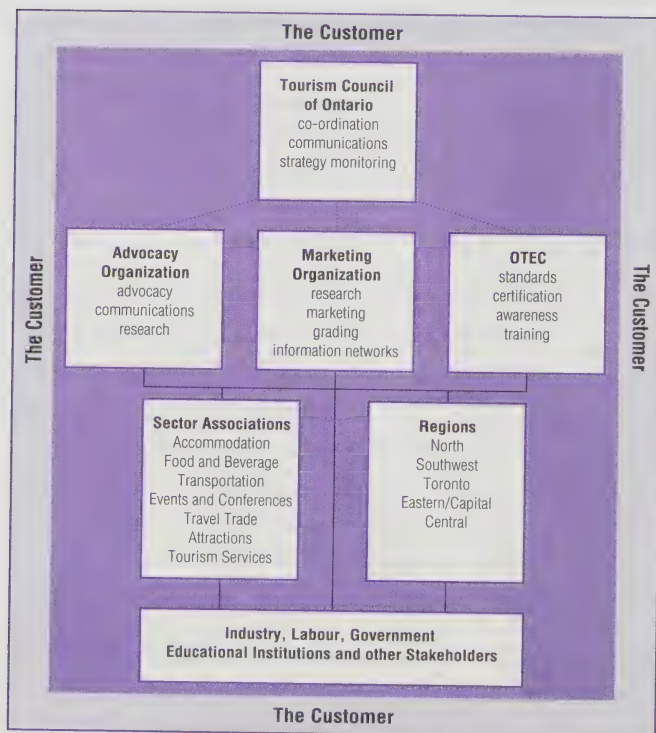 The Customer
Tourism Council
of Ontario
co-ordination
communications
strategy monitoring
Advocacy
Organization
advocacy
communications
research
Marketing
Organization
research
marketing
grading
information networks
OTEC
standards
certification
awareness
training
The Customer
The Customer
Sector Associations
Accommodation
Food and Beverage
Transportation
Events and Conferences
Travel Trade
Attractions
Tourism Services
Regions
North
Southwest
Toronto
Eastern/Capital
Central
Industry, Labour, Government
Educational Institutions and other Stakeholders
The Customer